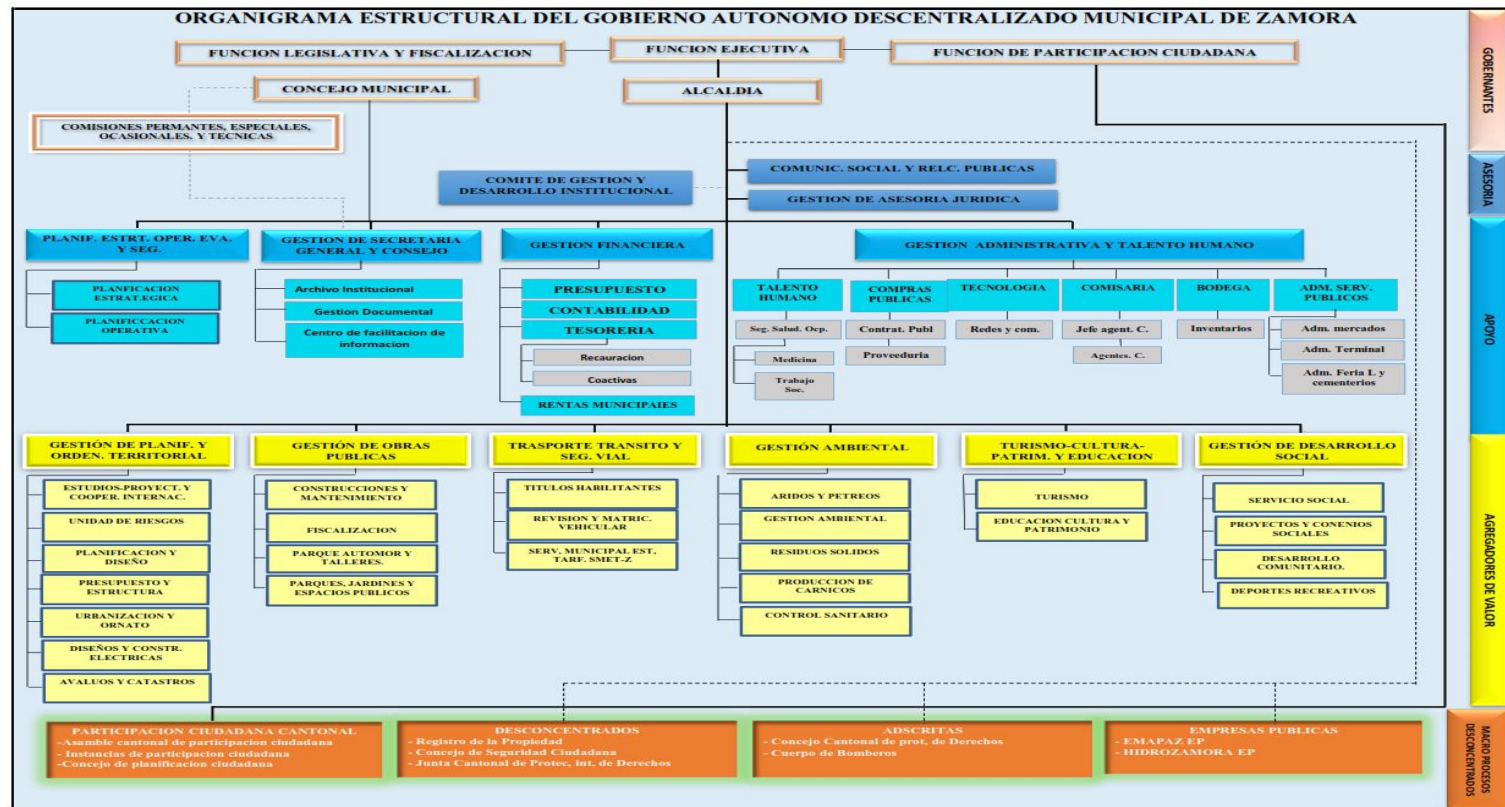 ORGANIGRAMA ESTRUCTURAL DEL GOBIERNO AUTONOMO DESCENTRALIZADO MUNICIPAL DE ZAMORA
FUNCION LEGISLATIVA Y FISCALIZACION
FUNCION EJECUTIVA
FUNCION DE PARTICIPACION CIUDADANA
CONCEJO MUNICIPAL
ALCALDIA
GOBERNANTES
COMISIONES PERMANTES, ESPECIALES,
OCASIONALES. Y TECNICAS
COMITE DE GESTION Y
DESARROLLO INSTITUCIONAL
COMUNIC. SOCIAL Y RELC. PUBLICAS
GESTION DE ASESORIA JURIDICA
ASESORIA
PLANIF. ESTRT. OPER. EVA.
Y SEG.
PLANFICACION
ESTRAT.EGICA
PLANIFICCACION
OPERATIVA
GESTION DE SECRETARIA
GENERAL Y CONSEJO
Archivo Institucional
Gestion Documental
Centro de facilitacion de
informacion
GESTION FINANCIERA
PRESUPUESTO
CONTABILIDAD
TESORERIA
Recauracion
Coactivas
RENTAS MUNICIPAIES
GESTION ADMINISTRATIVA Y TALENTO HUMANO
TALENTO
HUMANO
Seg. Salud. Ocp.
Medicina
Trabajo
Soc.
COMPRAS
PUBLICAS
Contrat. Publ
Proveeduria
TECNOLOGIA
Redes y com.
COMISARIA
Jefe agent. C.
Agentes. C.
BODEGA
Inventarios
ADM. SERV.
PUBLICOS
Adm. mercados
Adm. Terminal
Adm. Feria L y
cementerios
APOYO
GESTIÓN DE PLANIF. Y
ORDEN. TERRITORIAL
ESTUDIOS-PROYECT. Y
COOPER. INTERNAC.
UNIDAD DE RIESGOS
PLANIFICACION Y
DISEÑO
PRESUPUESTO Y
ESTRUCTURA
URBANIZACION Y
ORNATO
DISEÑOS Y CONSTR.
ELECTRICAS
AVALUOS Y CATASTROS
GESTIÓN DE OBRAS
PUBLICAS
CONSTRUCCIONES Y
MANTENIMIENTO
FISCALIZACION
PARQUE AUTOMOR Y
TALLERES.
PARQUES, JARDINES Y
ESPACIOS PUBLICOS
TRASPORTE TRANSITO Y
SEG. VIAL
TITULOS HABILITANTES
REVISION Y MATRIC.
VEHICULAR
SERV, MUNICIPAL EST,
TARF. SMET-Z
GESTIÓN AMBIENTAL
ARIDOS Y PETREOS
GESTION AMBIENTAL
RESIDUOS SOLIDOS
PRODUCCION DE
CARNICOS
CONTROL SANITARIO
TURISMO-CULTURA-
PATRIM. Y EDUCACION
TURISMO
EDUCACION CULTURA Y
PATRIMONIO
GESTIÓN DE DESARROLLO
SOCIAL
SERVICIO SOCIAL
PROYECTOS Y CONENIOS
SOCIALES
DESARROLLO
COMUNITARIO.
DEPORTES RECREATIVOS
AGREGADORES DE VALOR
PARTICIPACION CIUDADANA CANTONAL
-Asamble cantonal de participacion ciudadana
-Instancias de participacion ciudadana
-Concejo de planificacion ciudadana
DESCONCENTRADOS
- Registro de la Propiedad
- Concejo de Seguridad Ciudadana
- Junta Cantonal de Protec, int, de Derechos
ADSCRITAS
- Concejo Cantonal de prot, de Derechos
- Cuerpo de Bomberos
EMPRESAS PUBLICAS
- EMAPAZ EP
- HIDROZAMORA EP
MACRO PROCESOS
DESCONCENTRADOS